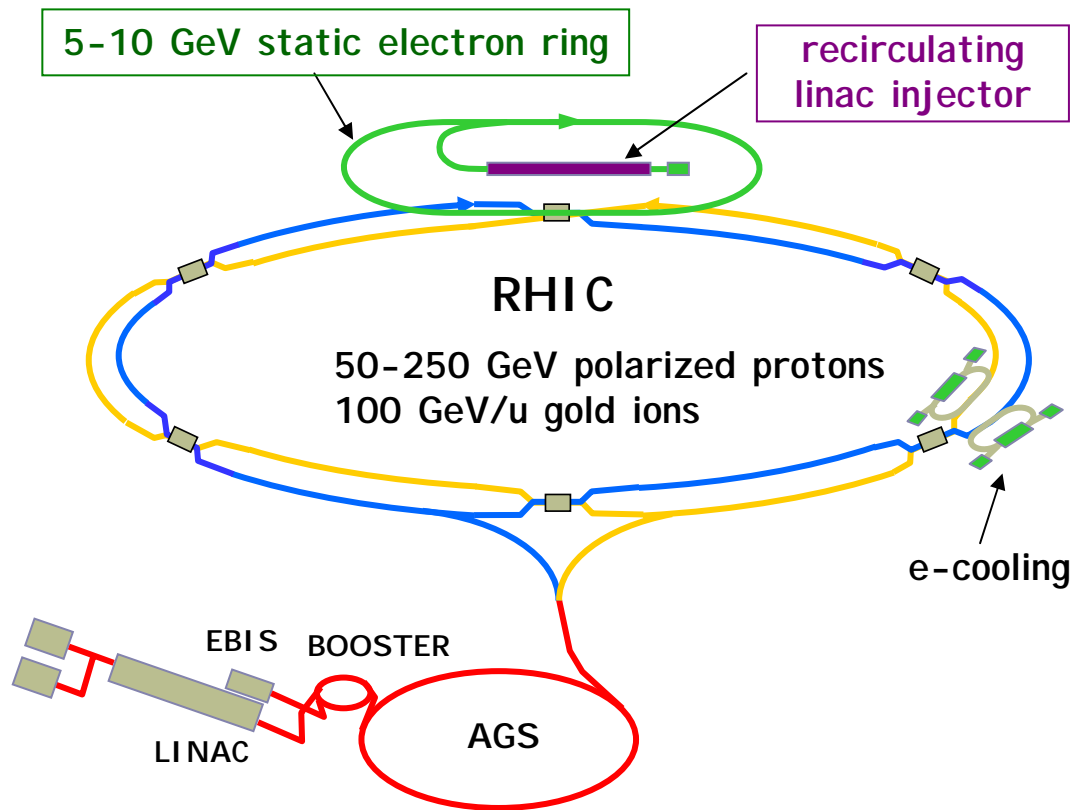 5-10 GeV static electron ring
recirculating
linac injector
RHIC
50-250 GeV polarized protons
100 GeV/u gold ions
e-cooling
EBIS
BOOSTER
LINAC
AGS